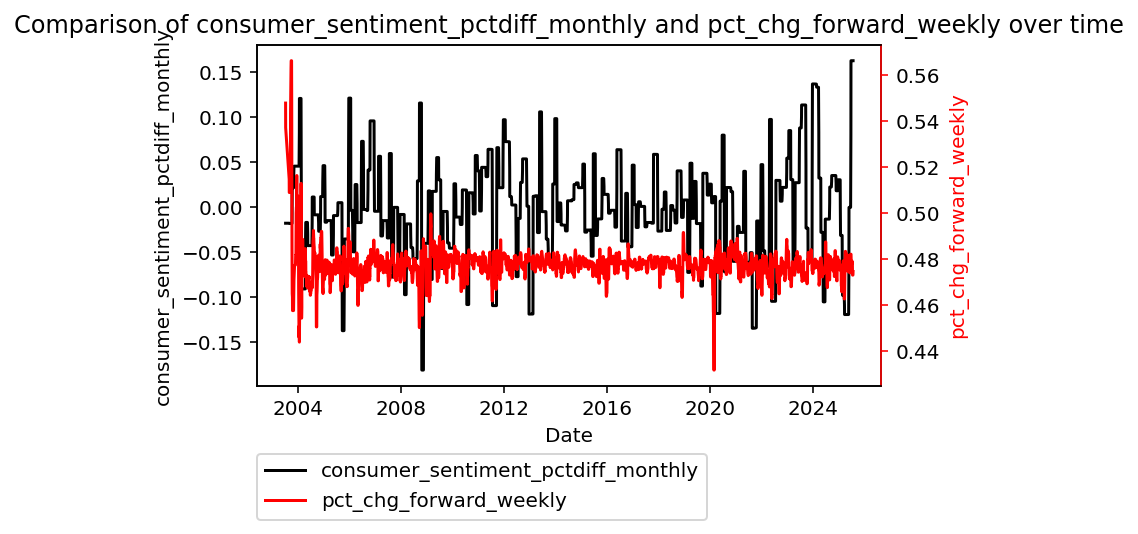 Comparison of consumer_sentiment_pctdiff_monthly and pct_chg_forward_weekly over time
consumer_sentiment_pctdiff_monthly
0.15
0.10
0.05
0.00
−0.05
−0.10
−0.15
0.56
0.54
0.52
0.50
0.48
0.46
0.44
pct_chg_forward_weekly
2004 2008 2012 2016 2020 2024
Date
consumer_sentiment_pctdiff_monthly
pct_chg_forward_weekly